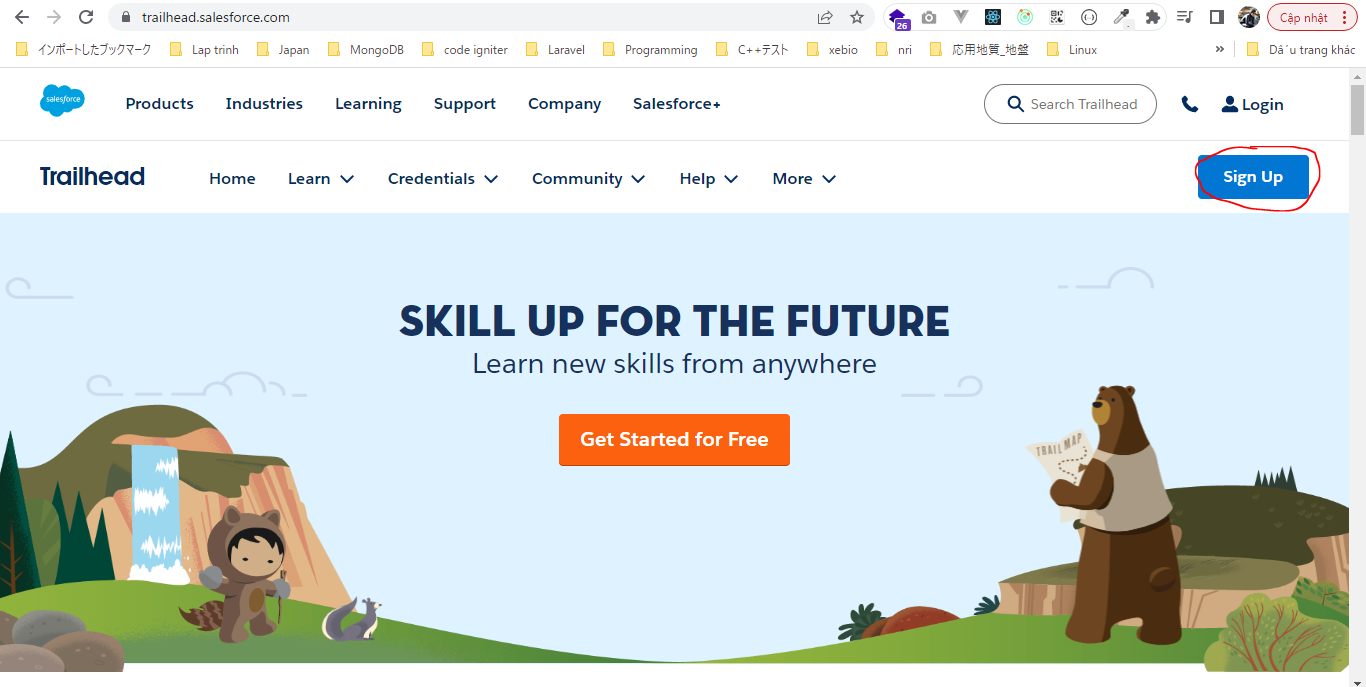 trailhead.salesforce.com
26
Cập nhật
インポートしたブックマーク Lap trinh Japan MongoDB code igniter Laravel Programming C++テスト xebio nri 応用地質_地盤 Linux » Dấu trang khác
salesforce Products Industries Learning Support Company Salesforce+ Search Trailhead Login
Trailhead Home Learn Credentials Community Help More Sign Up
SKILL UP FOR THE FUTURE
Learn new skills from anywhere
Get Started for Free
TRAIL MAP